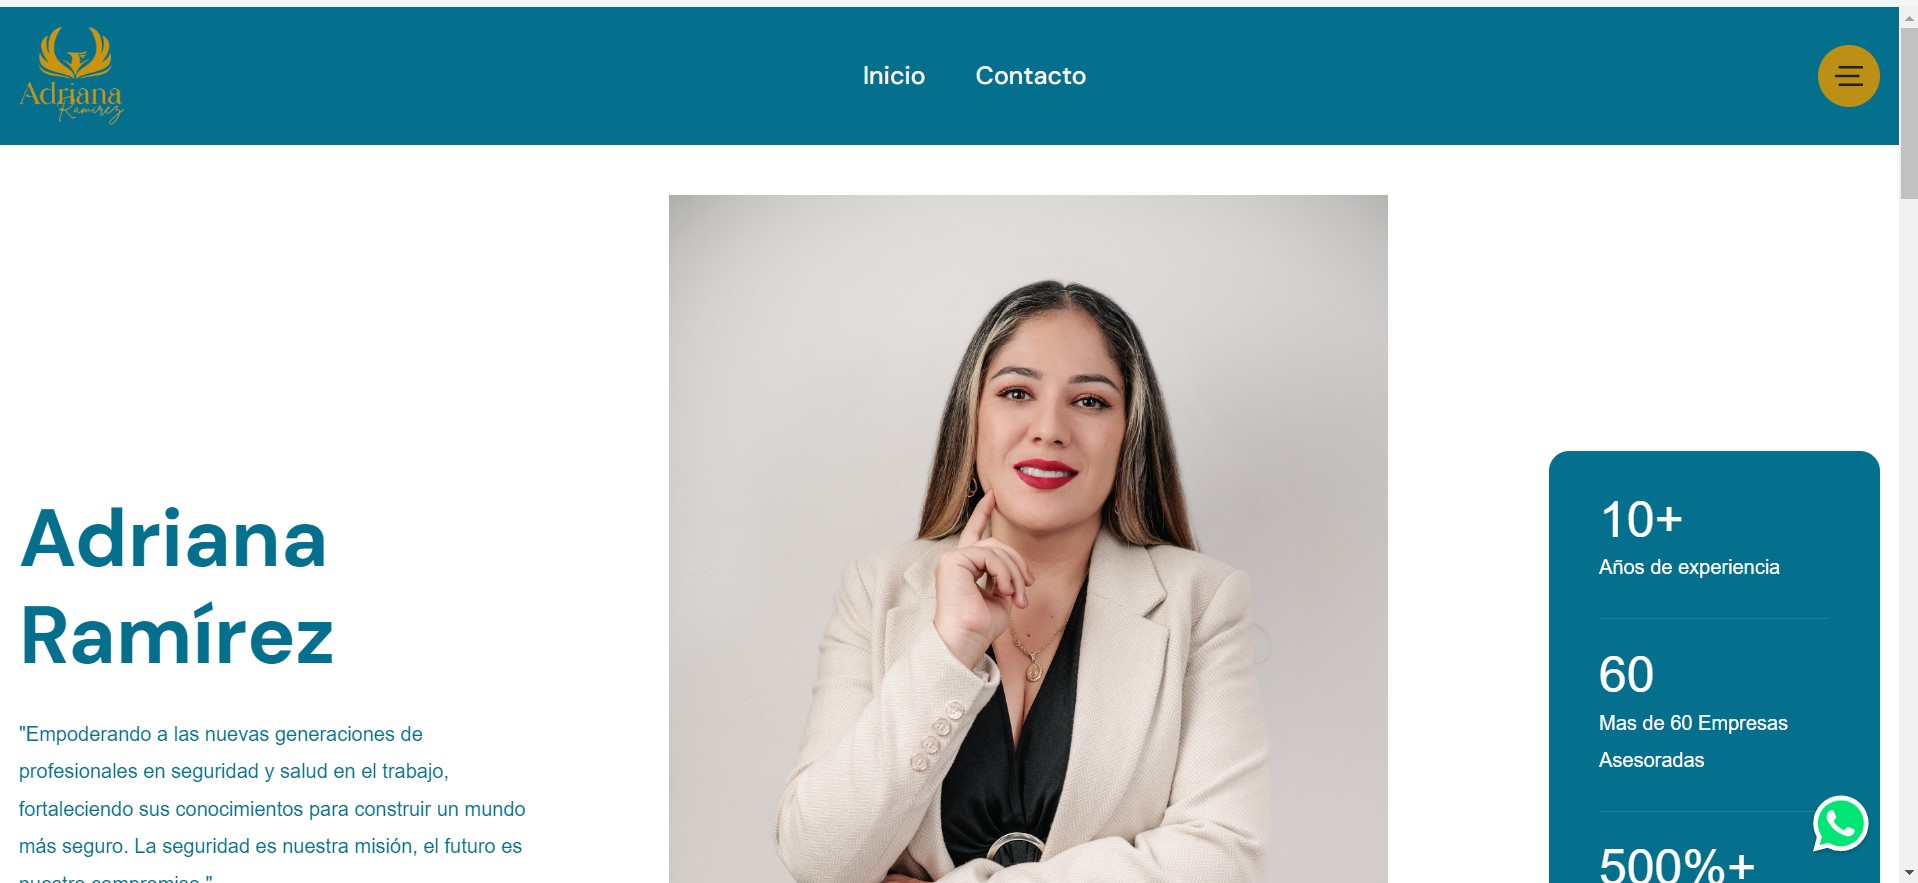 Adriana
Ramírez
Inicio
Contacto
Adriana
Ramírez
"Empoderando a las nuevas generaciones de
profesionales en seguridad y salud en el trabajo,
fortaleciendo sus conocimientos para construir un mundo
más seguro. La seguridad es nuestra misión, el futuro es
nuestro compromiso."
10+
Años de experiencia
60
Mas de 60 Empresas
Asesoradas
500%+